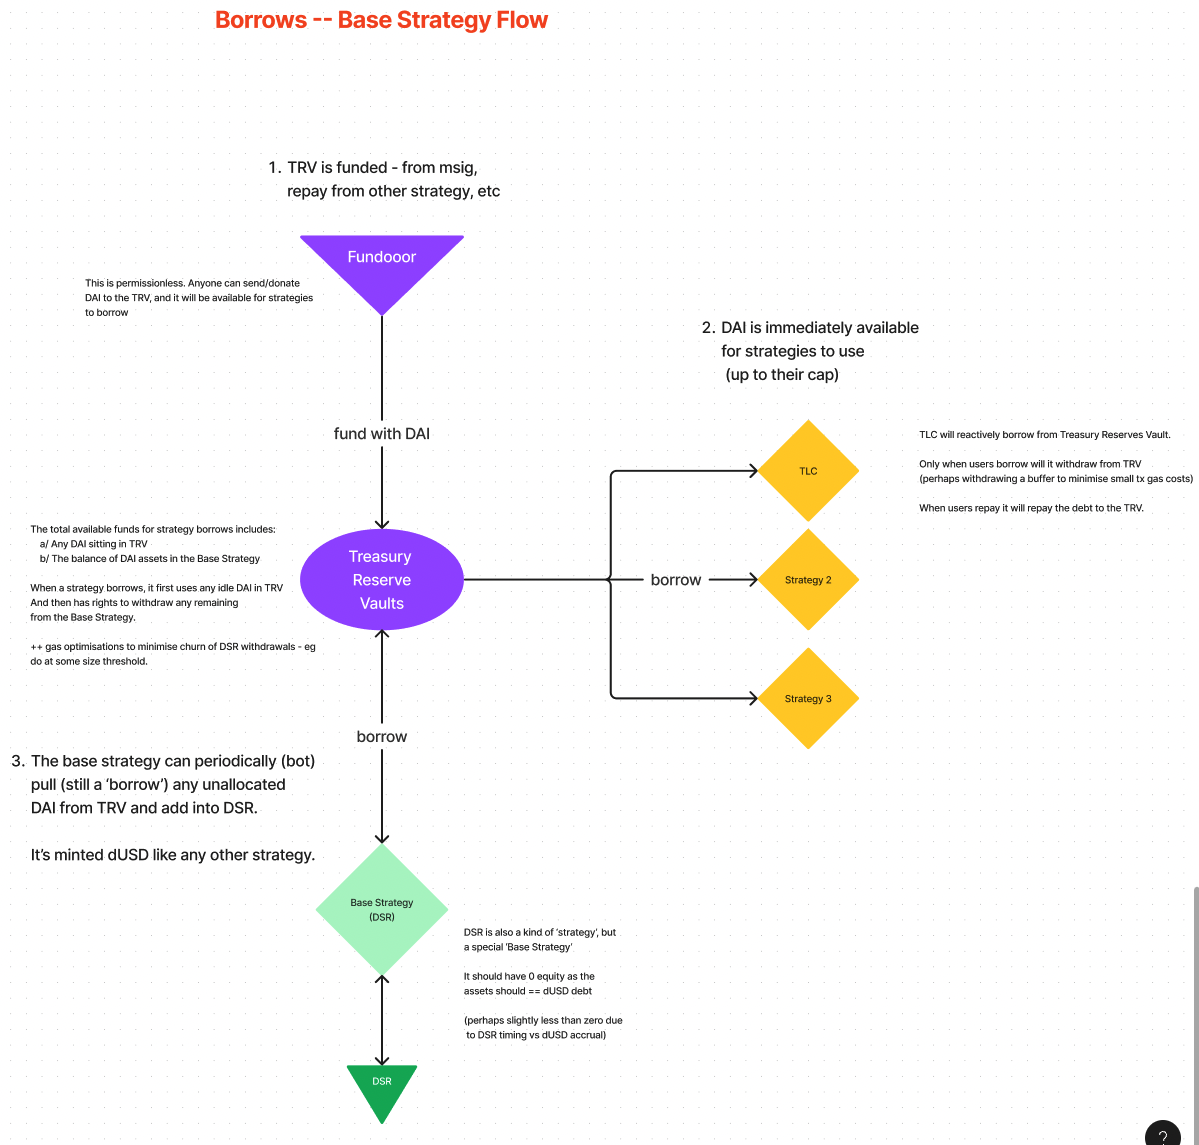 Borrows -- Base Strategy Flow
1. TRV is funded - from msig,
repay from other strategy, etc
Fundooor
This is permissionless. Anyone can send/donate
DAI to the TRV, and it will be available for strategies
to borrow
fund with DAI
2. DAI is immediately available
for strategies to use
(up to their cap)
TLC
TLC will reactively borrow from Treasury Reserves Vault.
Only when users borrow will it withdraw from TRV
(perhaps withdrawing a buffer to minimise small tx gas costs)
When users repay it will repay the debt to the TRV.
The total available funds for strategy borrows includes:
a/ Any DAI sitting in TRV
b/ The balance of DAI assets in the Base Strategy
When a strategy borrows, it first uses any idle DAI in TRV
And then has rights to withdraw any remaining
from the Base Strategy.
++ gas optimisations to minimise churn of DSR withdrawals - eg
do at some size threshold.
Treasury
Reserve
Vaults
borrow
Strategy 2
Strategy 3
borrow
3. The base strategy can periodically (bot)
pull (still a ‘borrow’) any unallocated
DAI from TRV and add into DSR.
It’s minted dUSD like any other strategy.
Base Strategy
(DSR)
DSR is also a kind of ‘strategy’, but
a special ‘Base Strategy’
It should have 0 equity as the
assets should == dUSD debt
(perhaps slightly less than zero due
to DSR timing vs dUSD accrual)
DSR
?